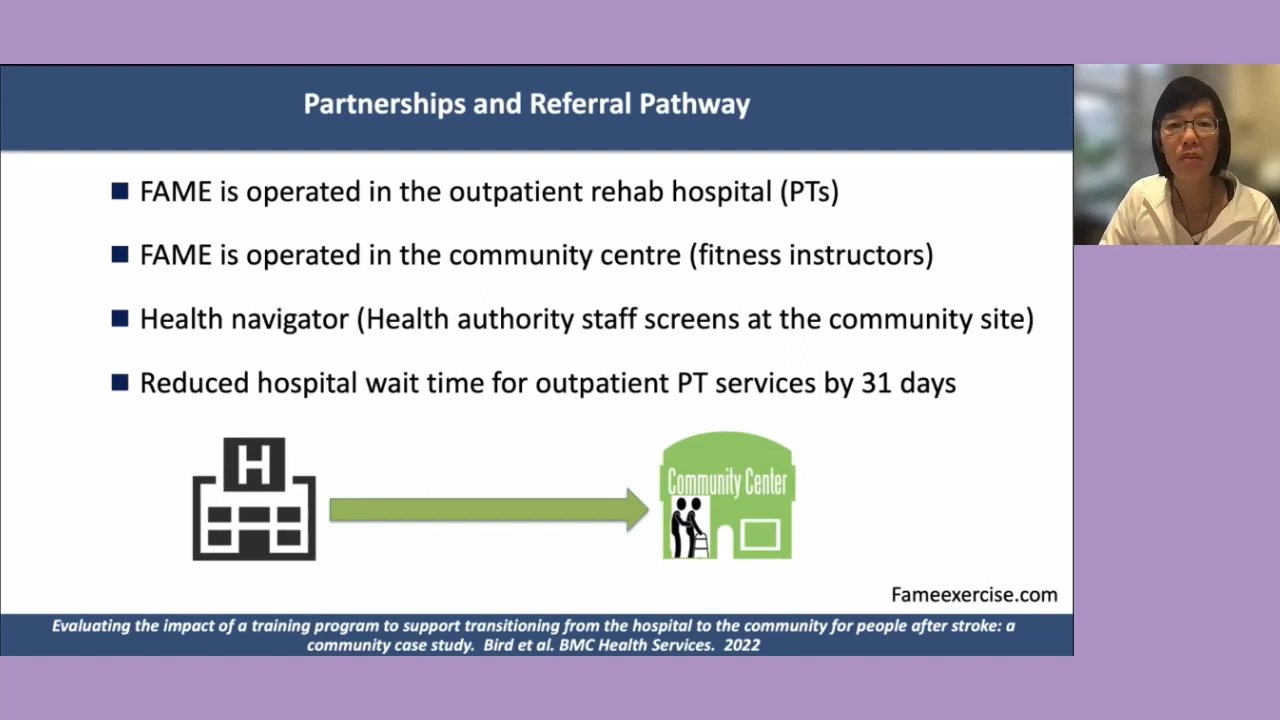 Partnerships and Referral Pathway
FAME is operated in the outpatient rehab hospital (PTs)
FAME is operated in the community centre (fitness instructors)
Health navigator (Health authority staff screens at the community site)
Reduced hospital wait time for outpatient PT services by 31 days
H
Community Center
Fameexercise.com
Evaluating the impact of a training program to support transitioning from the hospital to the community for people after stroke: a
community case study. Bird et al. BMC Health Services. 2022